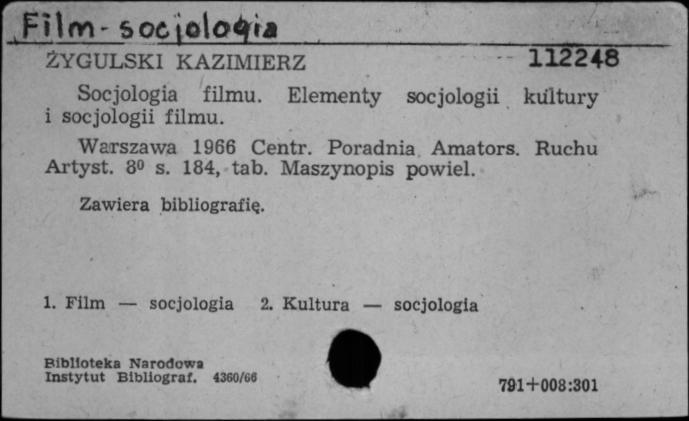 Film - socjologia
ŻYGULSKI KAZIMIERZ 112248
Socjologia filmu. Elementy socjologii kultury
i socjologii filmu.
Warszawa 1966 Centr. Poradnia Amators. Ruchu
Artyst. 8⁰ s. 184, tab. Maszynopis powiel.
Zawiera bibliografię.
1. Film — socjologia 2. Kultura — socjologia
Biblioteka Narodowa
Instytut Bibliograf. 4360/66
791+008:301